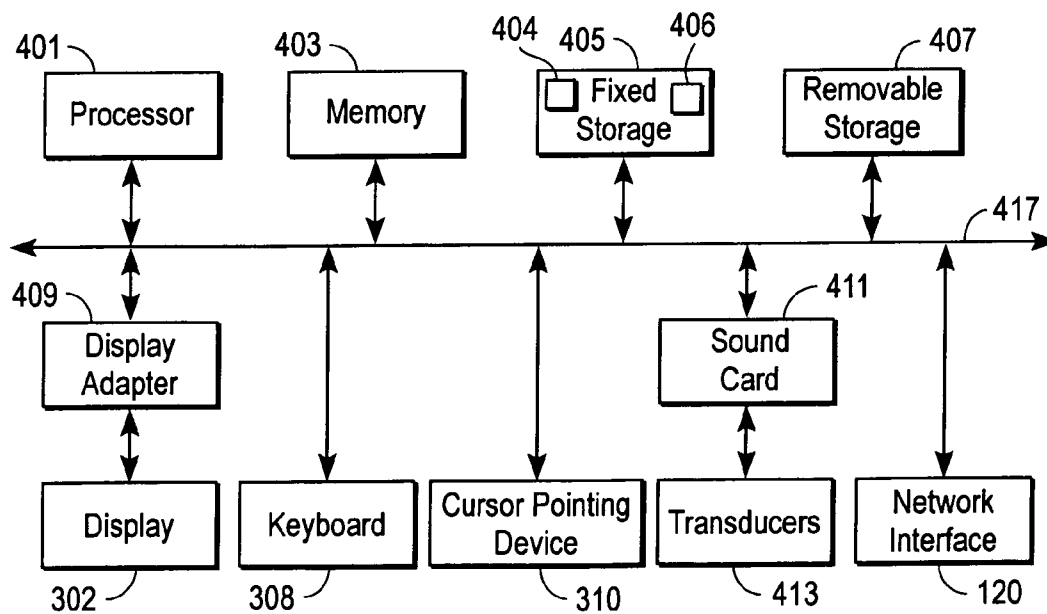 401
403
404
405
406
407
Processor
Memory
Fixed
Storage
Removable
Storage
417
409
411
Display
Adapter
Sound
Card
Display
Keyboard
Cursor Pointing
Device
Transducers
Network
Interface
302
308
310
413
120